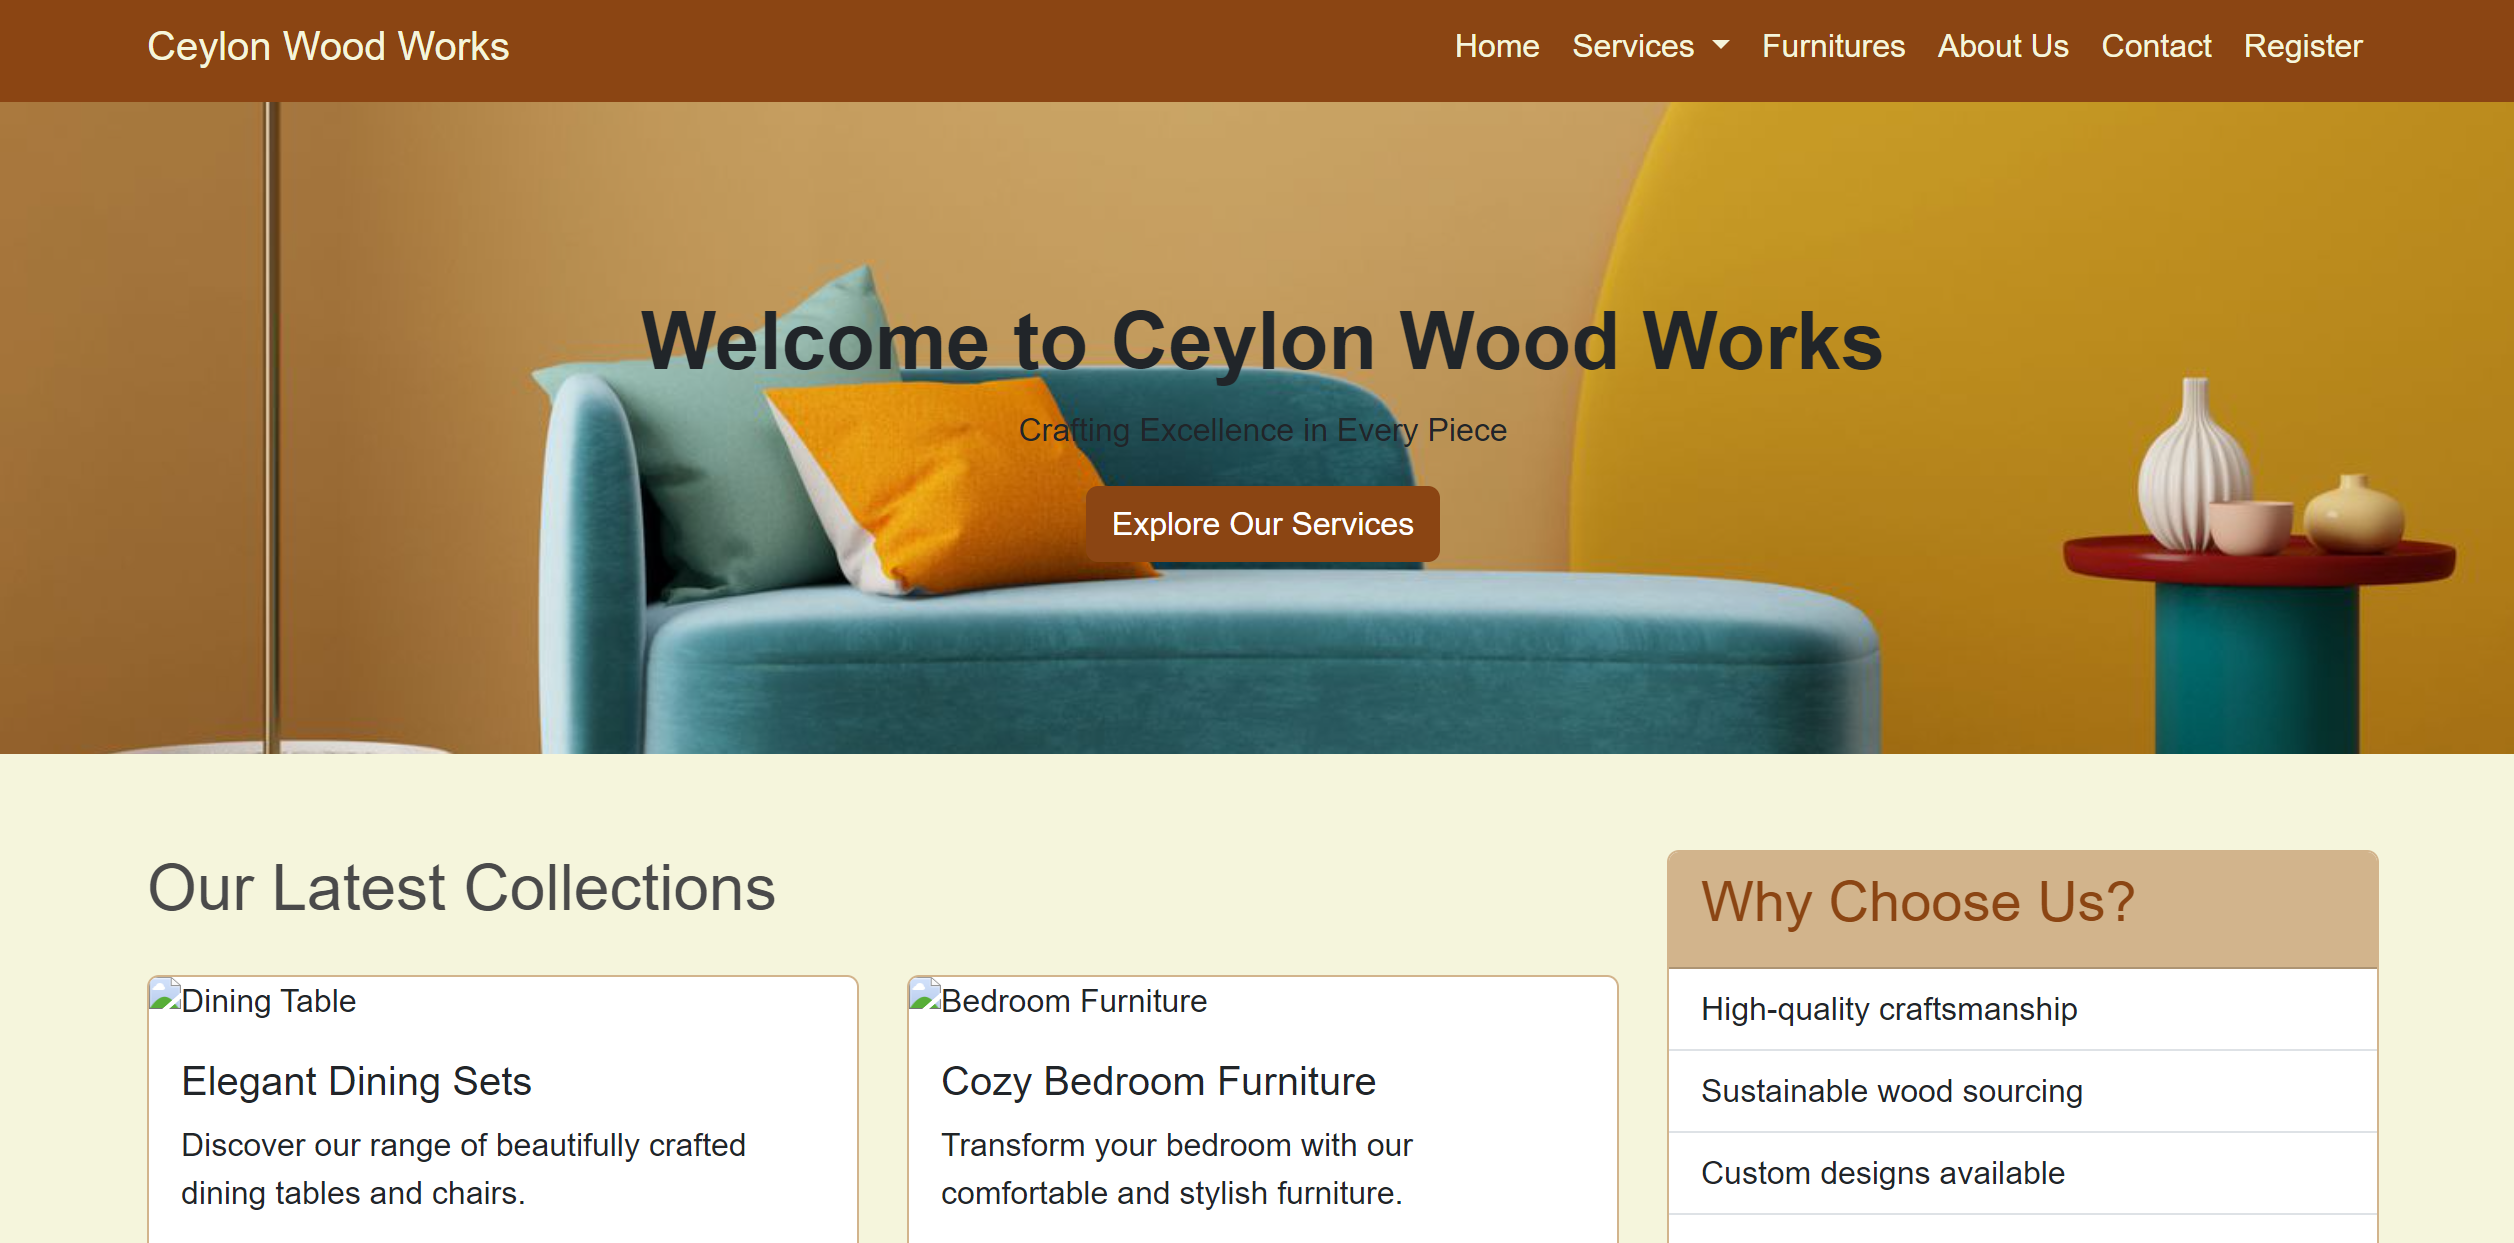 Ceylon Wood Works
Home Services Furnitures About Us Contact Register
Welcome to Ceylon Wood Works
Crafting Excellence in Every Piece
Explore Our Services
Our Latest Collections
Dining Table
Elegant Dining Sets
Discover our range of beautifully crafted
dining tables and chairs.
Bedroom Furniture
Cozy Bedroom Furniture
Transform your bedroom with our
comfortable and stylish furniture.
Why Choose Us?
High-quality craftsmanship
Sustainable wood sourcing
Custom designs available